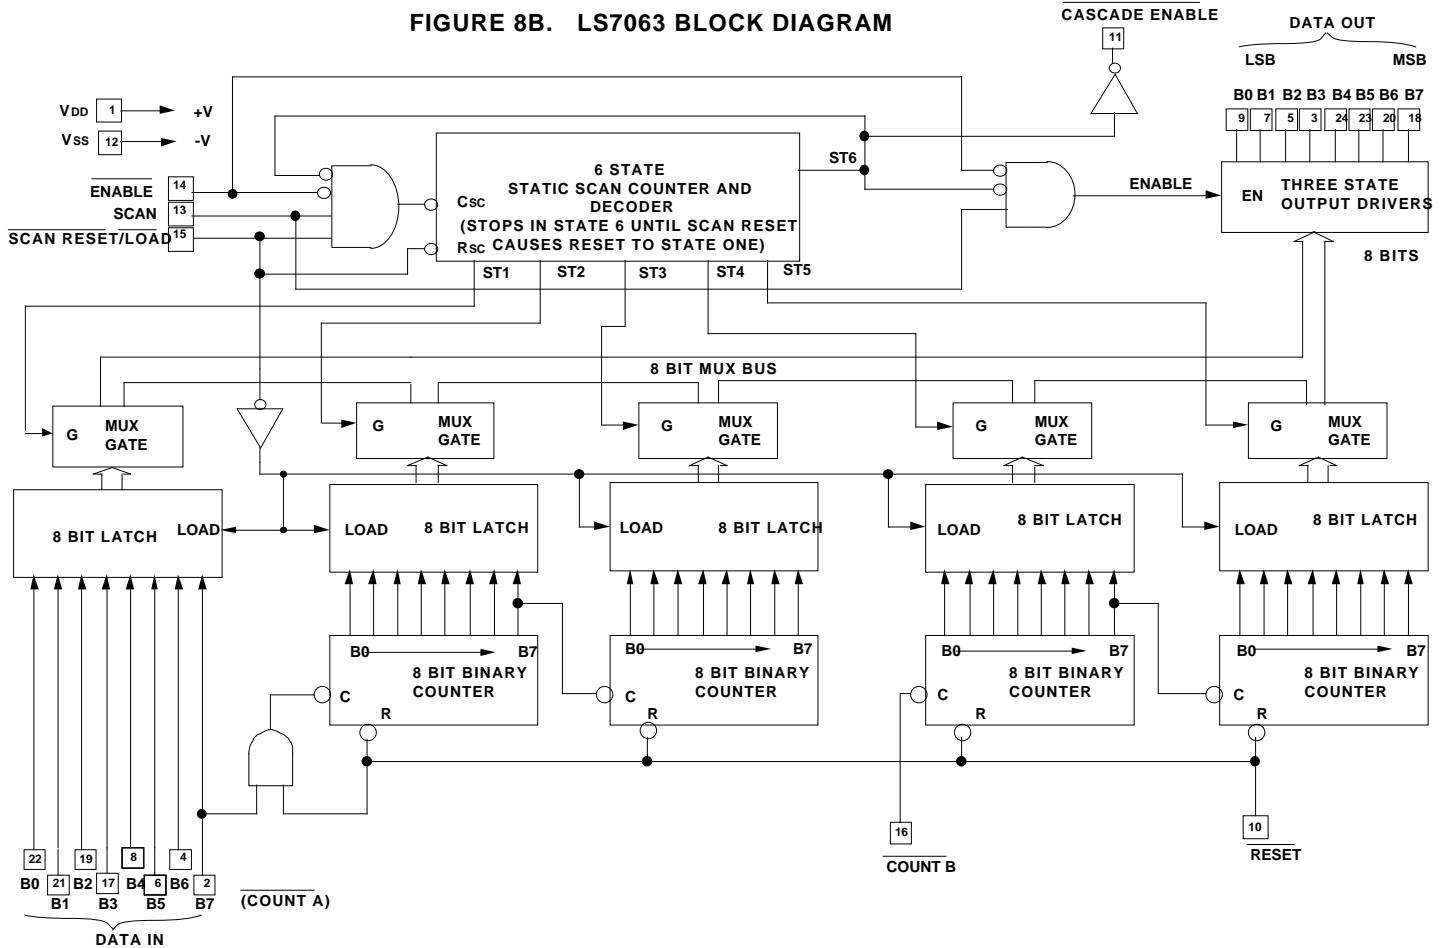 FIGURE 8B. LS7063 BLOCK DIAGRAM
CASCADE ENABLE
11
DATA OUT
LSB MSB
B0 B1 B2 B3 B4 B5 B6 B7
9 7 5 3 24 23 20 18
VDD 1 +V
VSS 12 -V
ENABLE 14
SCAN 13
SCAN RESET/LOAD 15
CSC
RSC
6 STATE
STATIC SCAN COUNTER AND
DECODER
(STOPS IN STATE 6 UNTIL SCAN RESET
CAUSES RESET TO STATE ONE)
ST6
ST1 ST2 ST3 ST4 ST5
ENABLE
EN THREE STATE
OUTPUT DRIVERS
8 BITS
8 BIT MUX BUS
G MUX
GATE
G MUX
GATE
G MUX
GATE
G MUX
GATE
G MUX
GATE
8 BIT LATCH LOAD
LOAD 8 BIT LATCH
LOAD 8 BIT LATCH
LOAD 8 BIT LATCH
LOAD 8 BIT LATCH
B0 B7
8 BIT BINARY
COUNTER
C
R
B0 B7
8 BIT BINARY
COUNTER
C
R
B0 B7
8 BIT BINARY
COUNTER
C
R
B0 B7
8 BIT BINARY
COUNTER
C
R
22 21 19 17 8 6 4 2
B0 B1 B2 B3 B4 B5 B6 B7
(COUNT A)
DATA IN
16
COUNT B
10
RESET